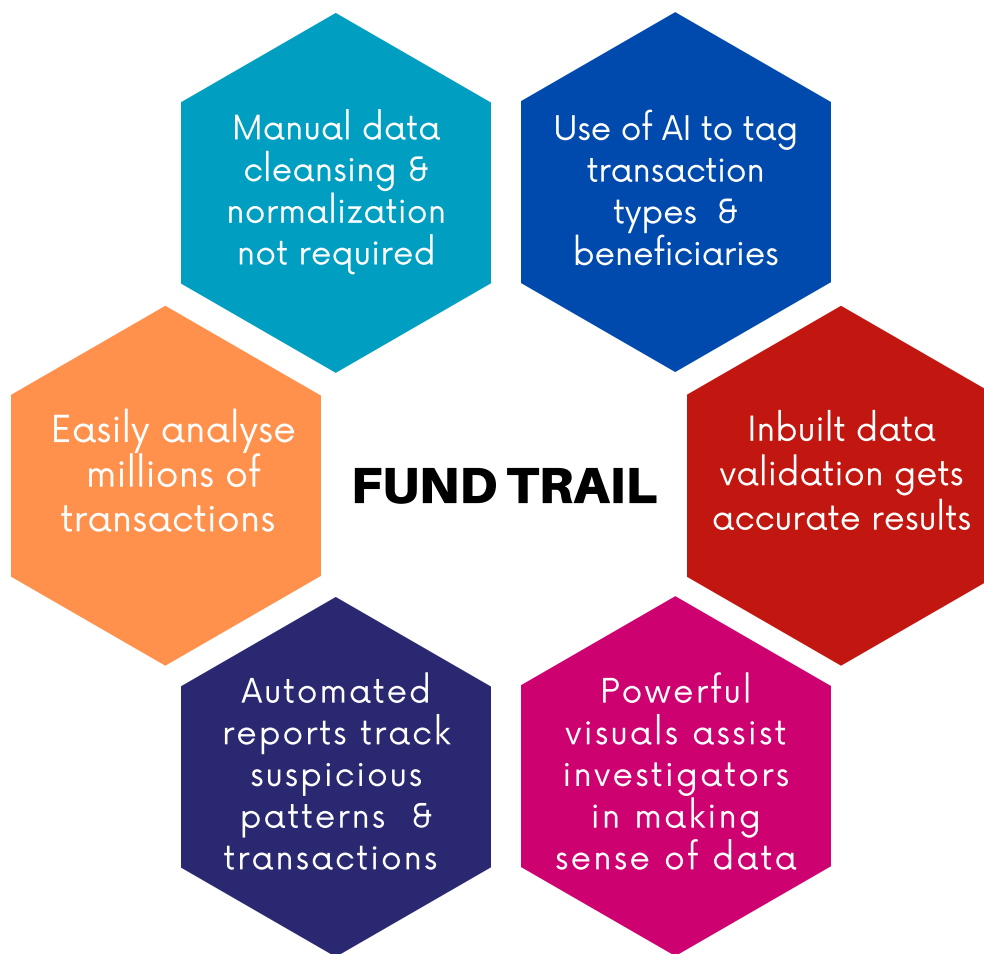 Manual data
cleansing &
normalization
not required
Use of AI to tag
transaction
types &
beneficiaries
Easily analyse
millions of
transactions
FUND TRAIL
Inbuilt data
validation gets
accurate results
Automated
reports track
suspicious
patterns &
transactions
Powerful
visuals assist
investigators
in making
sense of data